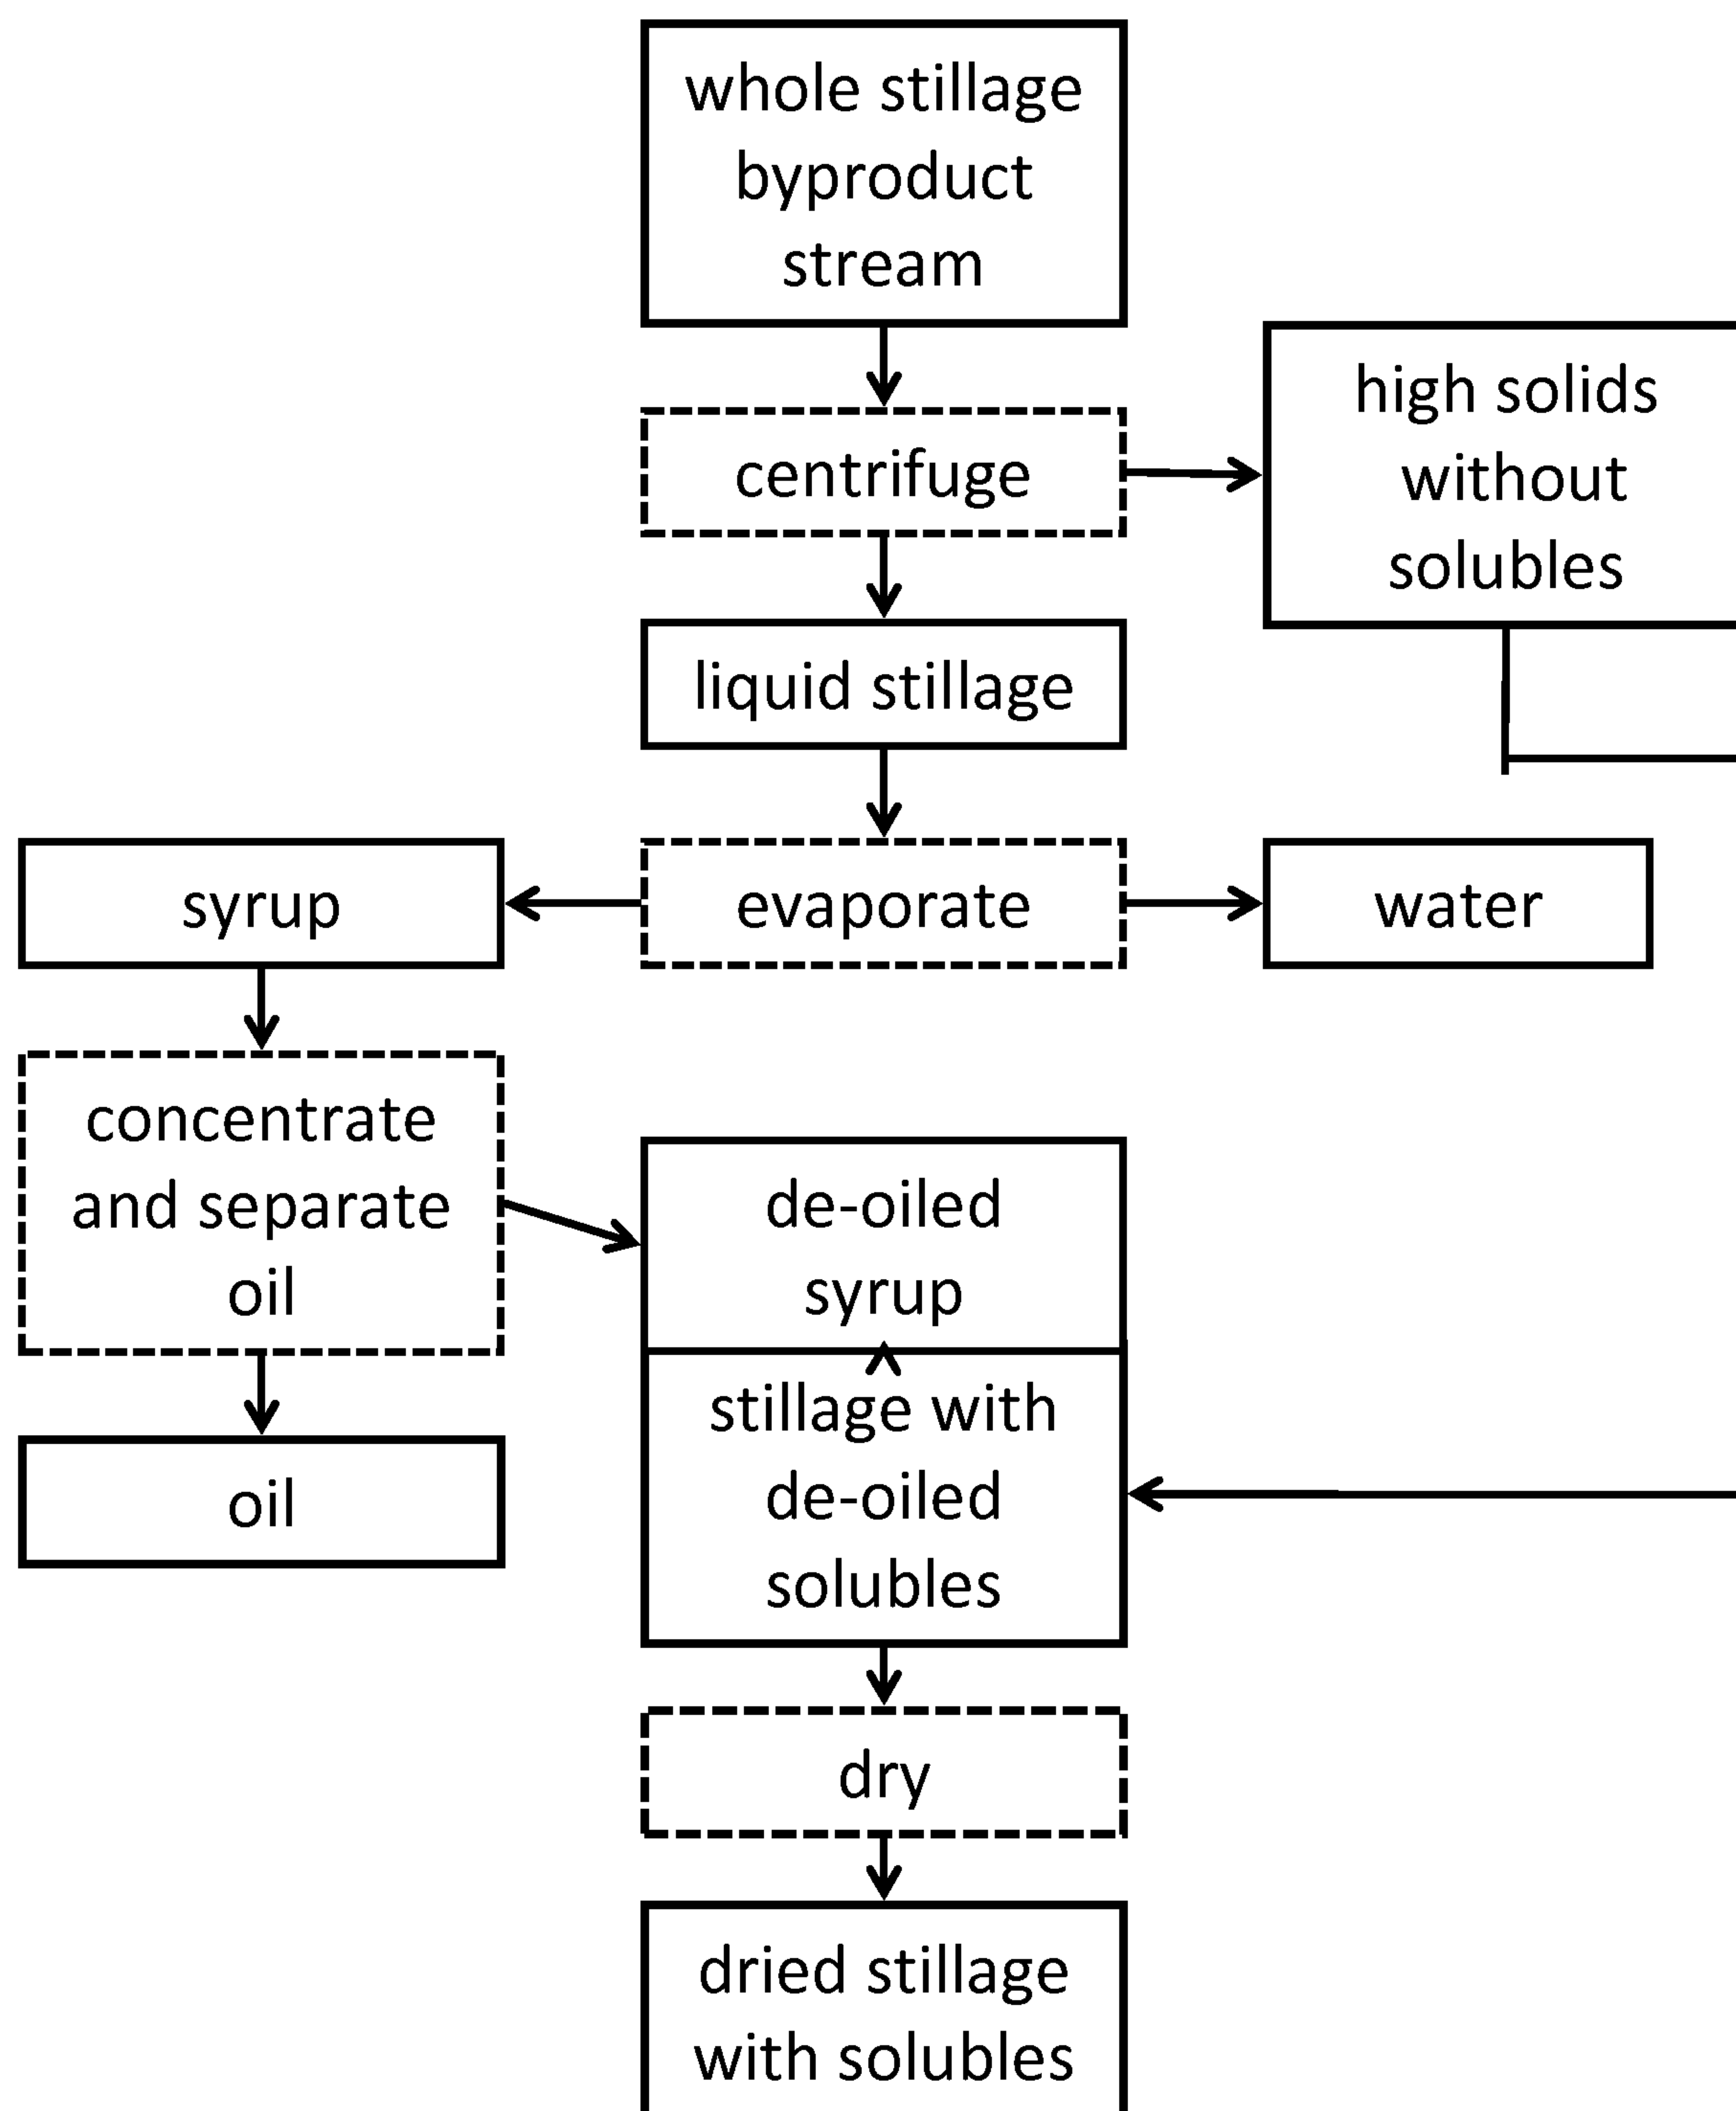 whole stillage
byproduct
stream
high solids
without
solubles
centrifuge
liquid stillage
syrup
evaporate
water
concentrate
and separate
oil
de-oiled
syrup
stillage with
de-oiled
solubles
oil
dry
dried stillage
with solubles